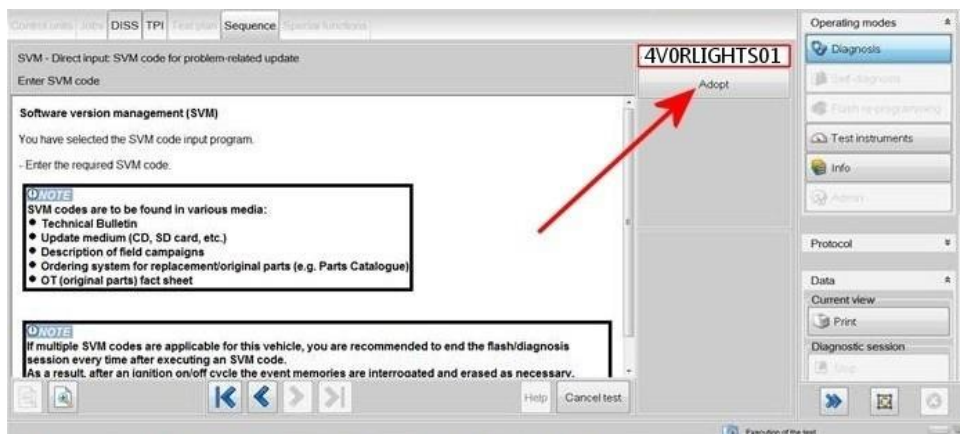 Control units
Jobs
DISS
TPI
Test plan
Sequence
Special functions
SVM - Direct input: SVM code for problem-related update
Enter SVM code
4V0RLIGHTS01
Adopt
Software version management (SVM)
You have selected the SVM code input program.
- Enter the required SVM code.
NOTE
SVM codes are to be found in various media:
● Technical Bulletin
● Update medium (CD, SD card, etc.)
● Description of field campaigns
● Ordering system for replacement/original parts (e.g. Parts Catalogue)
● OT (original parts) fact sheet
NOTE
If multiple SVM codes are applicable for this vehicle, you are recommended to end the flash/diagnosis
session every time after executing an SVM code.
As a result, after an ignition on/off cycle the event memories are interrogated and erased as necessary.
Help
Cancel test
Operating modes
Diagnosis
Self-diagnosis
Flash re-programming
Test instruments
Info
Admin
Protocol
Data
Current view
Print
Diagnostic session
Stop
Execution of the test